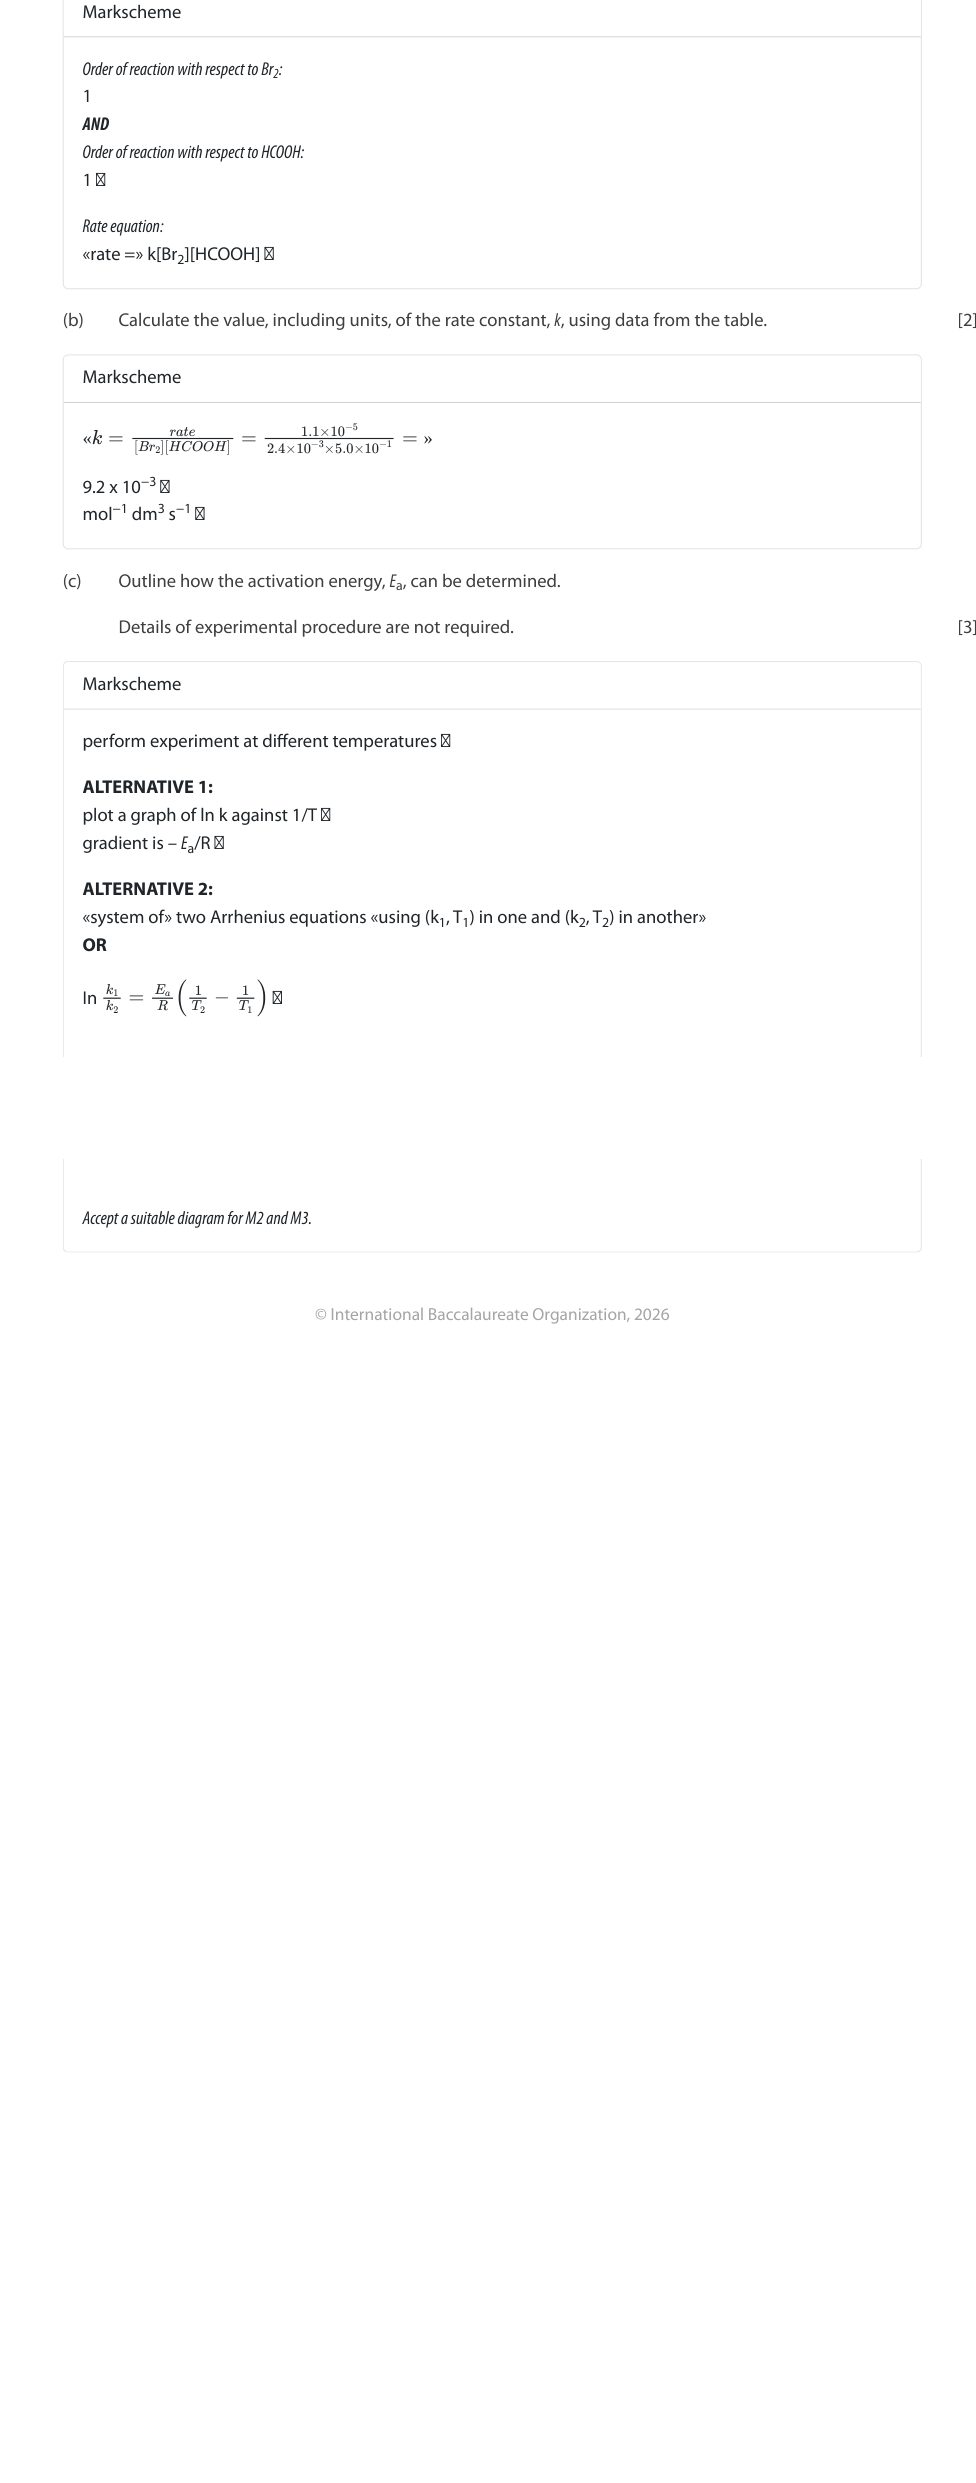 Markscheme
Order of reaction with respect to Br₂:
1
AND
Order of reaction with respect to HCOOH:
1 
Rate equation:
«rate =» k[Br₂][HCOOH] 
(b) Calculate the value, including units, of the rate constant, k, using data from the table. [2]
Markscheme
«k = rate/[Br₂][HCOOH] = 1.1×10⁻⁵/2.4×10⁻³×5.0×10⁻¹ = »
9.2 x 10⁻³ 
mol⁻¹ dm³ s⁻¹ 
(c) Outline how the activation energy, Eₐ, can be determined.
Details of experimental procedure are not required. [3]
Markscheme
perform experiment at different temperatures 
ALTERNATIVE 1:
plot a graph of ln k against 1/T 
gradient is – Eₐ/R 
ALTERNATIVE 2:
«system of» two Arrhenius equations «using (k₁, T₁) in one and (k₂, T₂) in another»
OR
ln k₁/k₂ = Eₐ/R (1/T₂ − 1/T₁) 
Accept a suitable diagram for M2 and M3.
© International Baccalaureate Organization, 2026